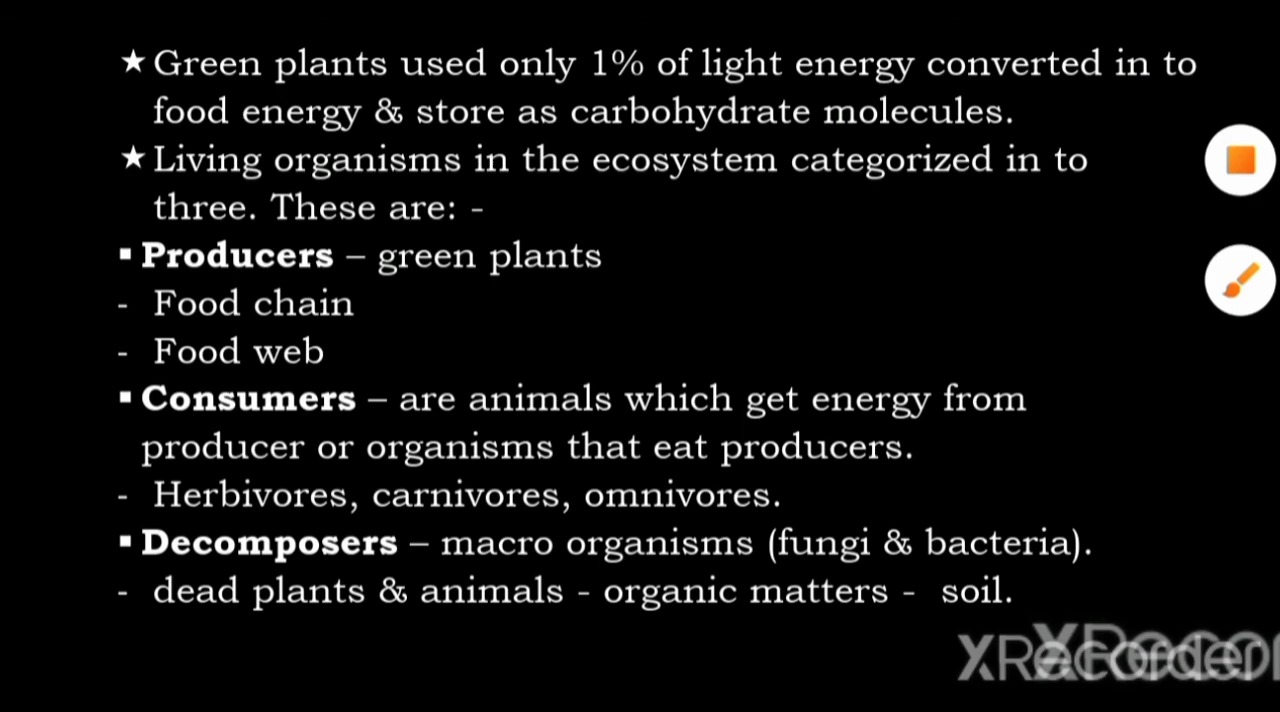 ★ Green plants used only 1% of light energy converted in to
food energy & store as carbohydrate molecules.
★ Living organisms in the ecosystem categorized in to
three. These are: -
▪ Producers – green plants
- Food chain
- Food web
▪ Consumers – are animals which get energy from
producer or organisms that eat producers.
- Herbivores, carnivores, omnivores.
▪ Decomposers – macro organisms (fungi & bacteria).
- dead plants & animals - organic matters - soil.
XRecorder